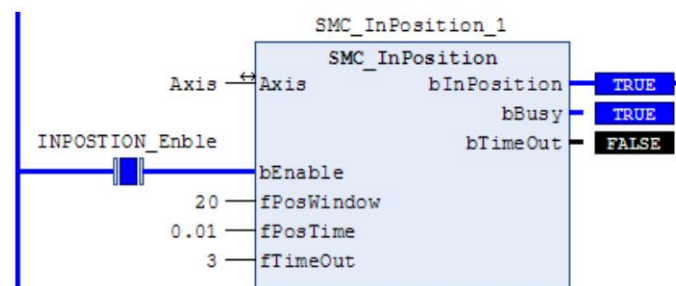 SMC_InPosition_1
SMC_InPosition
Axis Axis bInPosition TRUE
bBusy TRUE
INPOSTION_Enble bTimeOut FALSE
bEnable
20 fPosWindow
0.01 fPosTime
3 fTimeOut